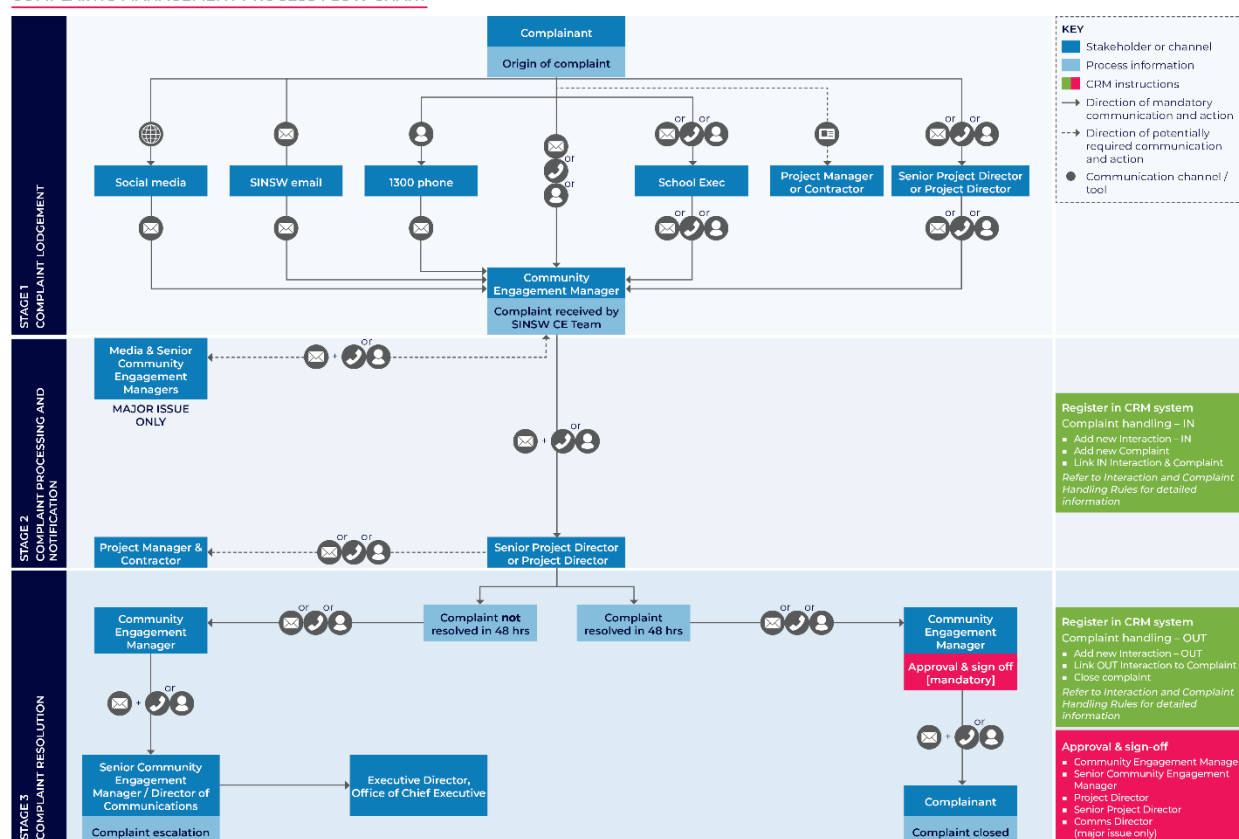 COMPLAINTS MANAGEMENT PROCESS FLOW CHART
Complainant
Origin of complaint
or
or
or
or
Social media
SINSW email
1300 phone
or
or
School Exec
Project Manager
or Contractor
Senior Project Director
or Project Director
or
or
or
or
Community
Engagement Manager
Complaint received by
SINSW CE Team
STAGE 1
COMPLAINT LODGEMENT
KEY
Stakeholder or channel
Process information
CRM instructions
Direction of mandatory
communication and action
Direction of potentially
required communication
and action
Communication channel /
tool
Media & Senior
Community
Engagement
Managers
MAJOR ISSUE
ONLY
+
or
+
or
Project Manager &
Contractor
or
or
Senior Project Director
or Project Director
STAGE 2
COMPLAINT PROCESSING AND
NOTIFICATION
Register in CRM system
Complaint handling – IN
Add new Interaction – IN
Add new Complaint
Link IN Interaction & Complaint
Refer to Interaction and Complaint
Handling Rules for detailed
information
Community
Engagement
Manager
or
or
Complaint not
resolved in 48 hrs
Complaint
resolved in 48 hrs
or
or
Community
Engagement
Manager
Approval & sign off
[mandatory]
+
or
+
or
Senior Community
Engagement
Manager / Director of
Communications
Complaint escalation
Executive Director,
Office of Chief Executive
Complainant
Complaint closed
STAGE 3
COMPLAINT RESOLUTION
Register in CRM system
Complaint handling – OUT
Add new Interaction – OUT
Link OUT Interaction to Complaint
Close complaint
Refer to Interaction and Complaint
Handling Rules for detailed
information
Approval & sign-off
Community Engagement Manage
Senior Community Engagement
Manager
Project Director
Senior Project Director
Comms Director
(major issue only)